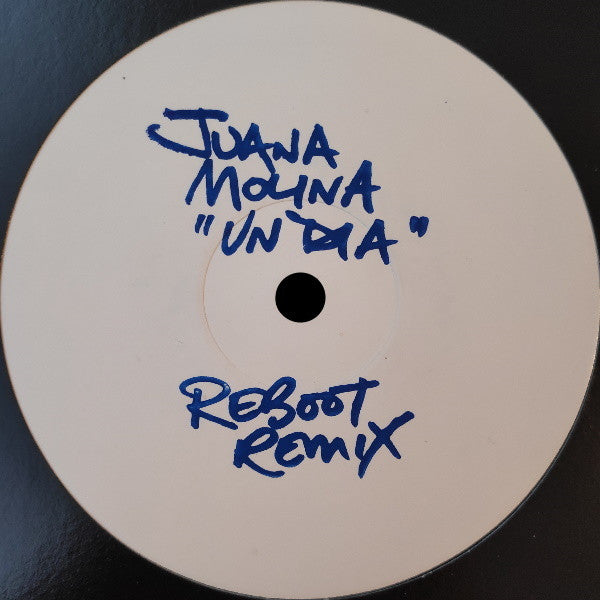 JUANA
MOLINA
"UN DIA"
REBOOT
REMIX